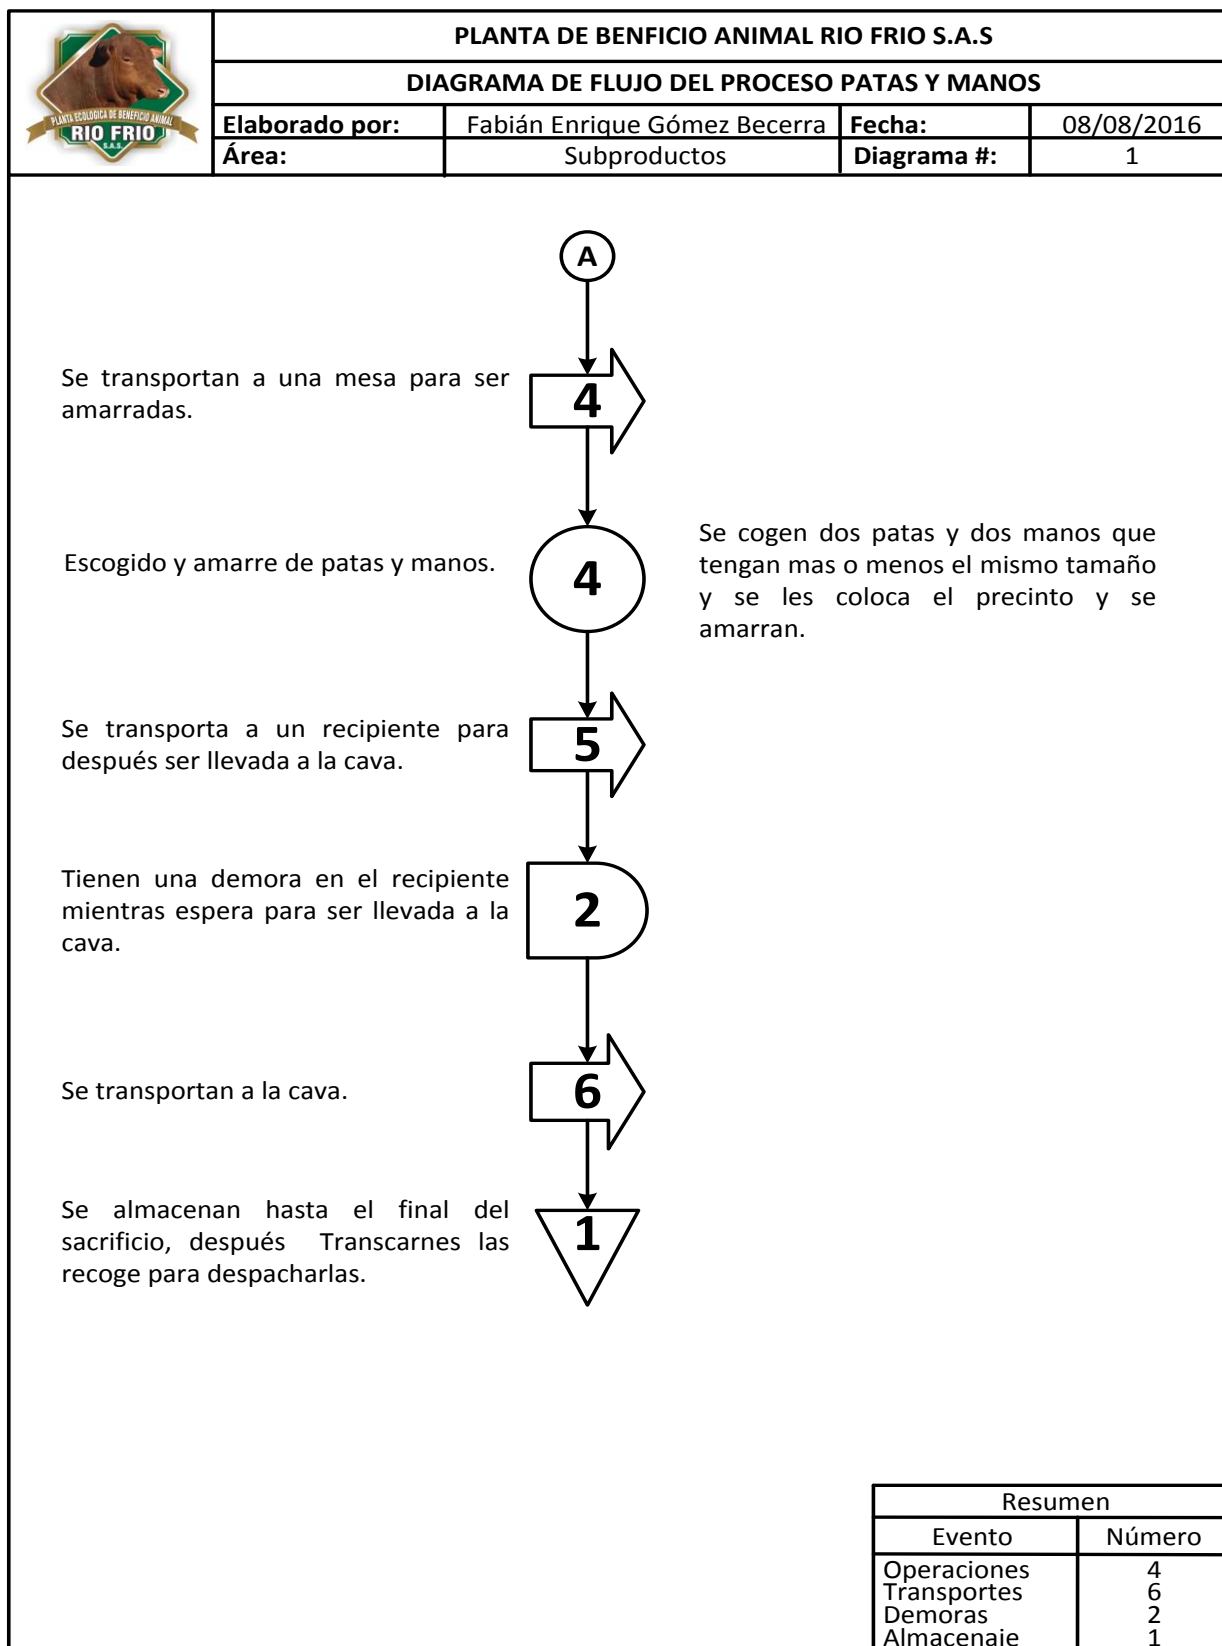 PLANTA ECOLOGICA DE BENEFICIO ANIMAL
RIO FRIO
S.A.S.
PLANTA DE BENFICIO ANIMAL RIO FRIO S.A.S
DIAGRAMA DE FLUJO DEL PROCESO PATAS Y MANOS
Elaborado por: Fabián Enrique Gómez Becerra Fecha: 08/08/2016
Área: Subproductos Diagrama #: 1
A
Se transportan a una mesa para ser
amarradas.
4
Escogido y amarre de patas y manos.
4
Se cogen dos patas y dos manos que
tengan mas o menos el mismo tamaño
y se les coloca el precinto y se
amarran.
Se transporta a un recipiente para
después ser llevada a la cava.
5
Tienen una demora en el recipiente
mientras espera para ser llevada a la
cava.
2
Se transportan a la cava.
6
Se almacenan hasta el final del
sacrificio, después Transcarnes las
recoge para despacharlas.
1
Resumen
Evento Número
Operaciones 4
Transportes 6
Demoras 2
Almacenaje 1